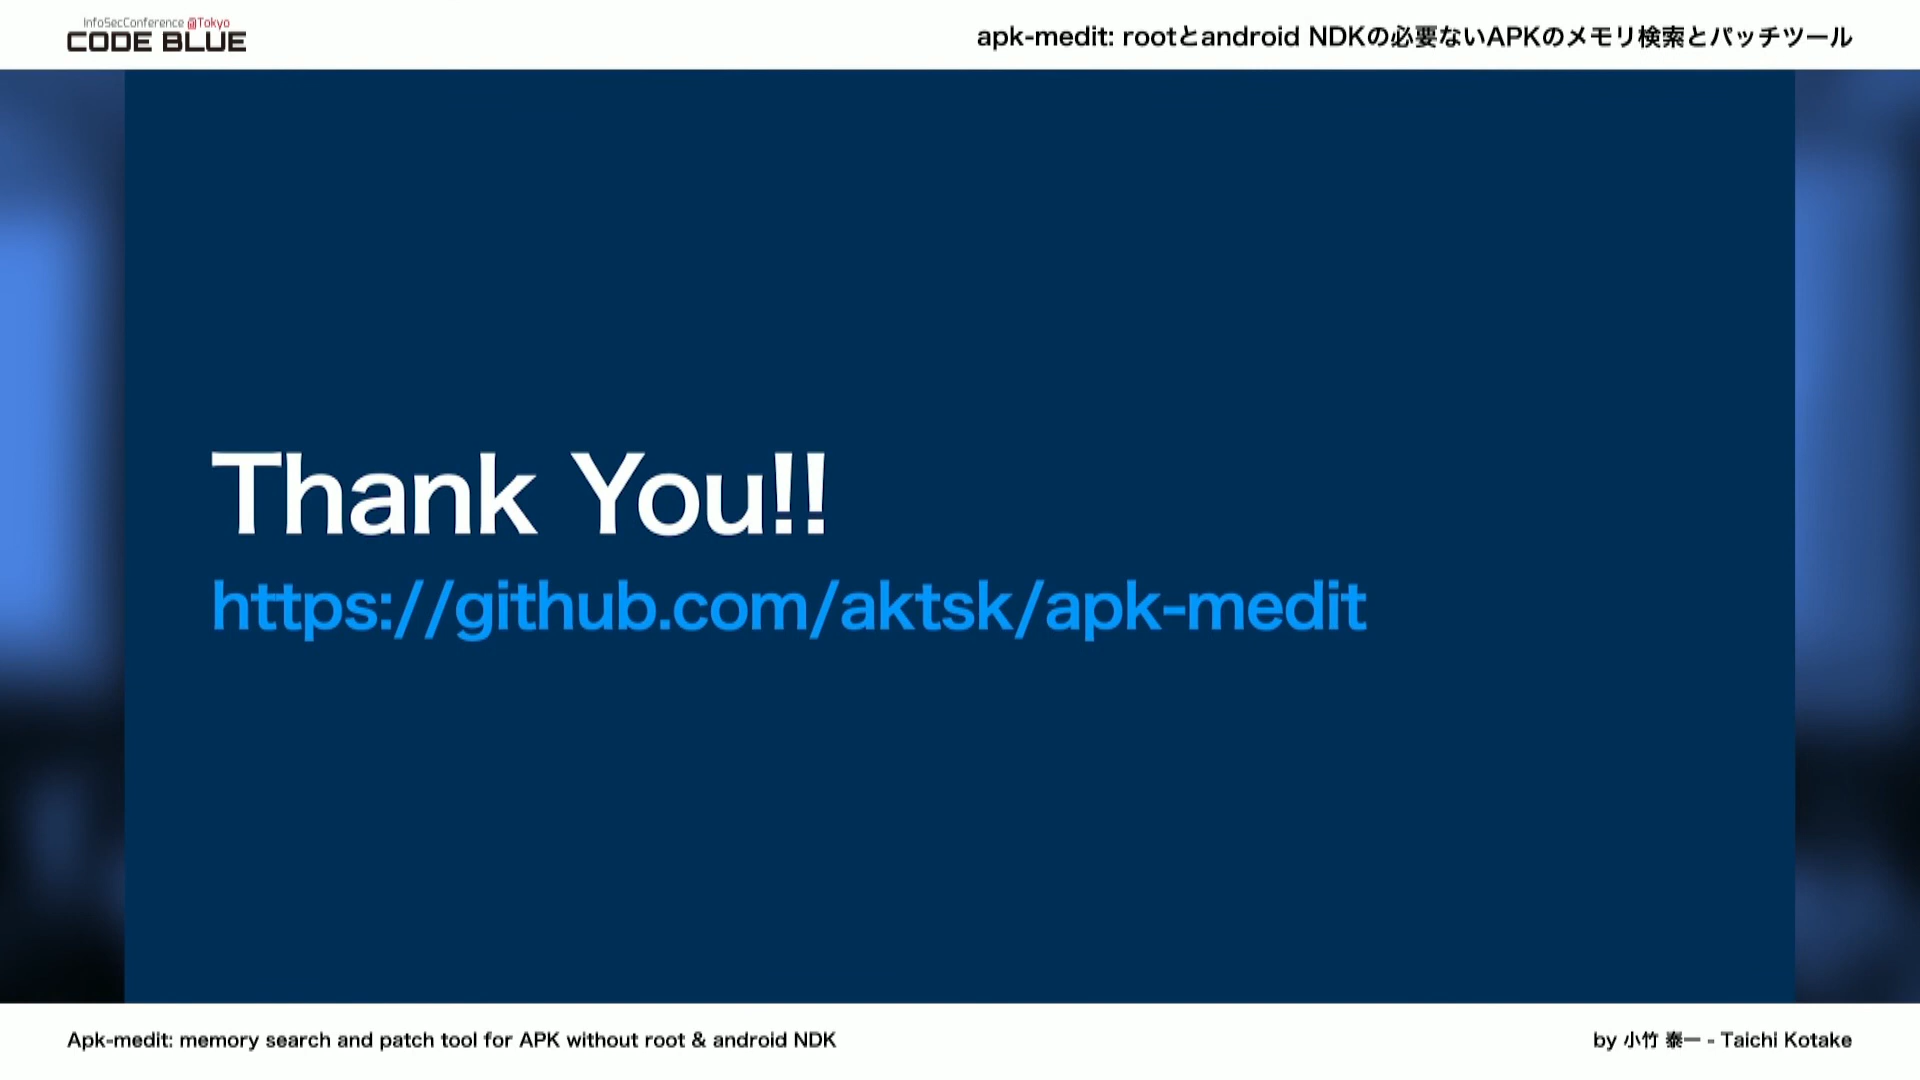 InfoSecConference @Tokyo
CODE BLUE
apk-medit: rootとandroid NDKの必要ないAPKのメモリ検索とパッチツール
Thank You!!
https://github.com/aktsk/apk-medit
Apk-medit: memory search and patch tool for APK without root & android NDK
by 小竹 泰一 - Taichi Kotake